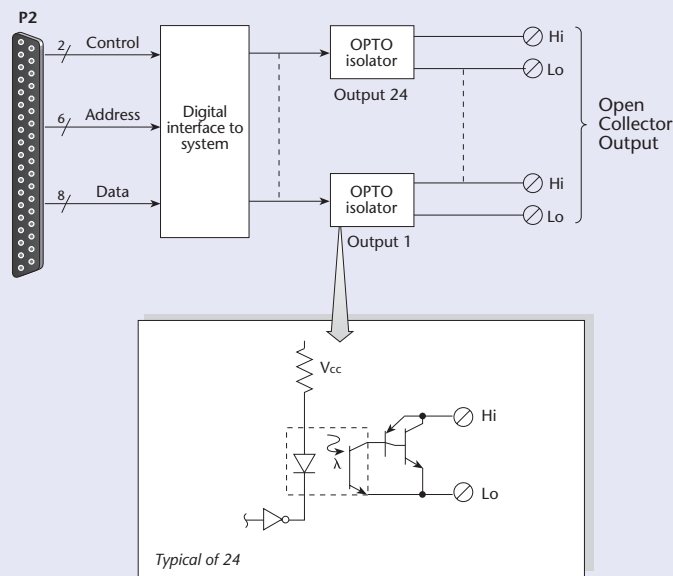 P2
2 Control
6 Address
8 Data
Digital
interface to
system
OPTO
isolator
Output 24
Hi
Lo
OPTO
isolator
Output 1
Hi
Lo
Open
Collector
Output
Vcc
λ
Hi
Lo
Typical of 24